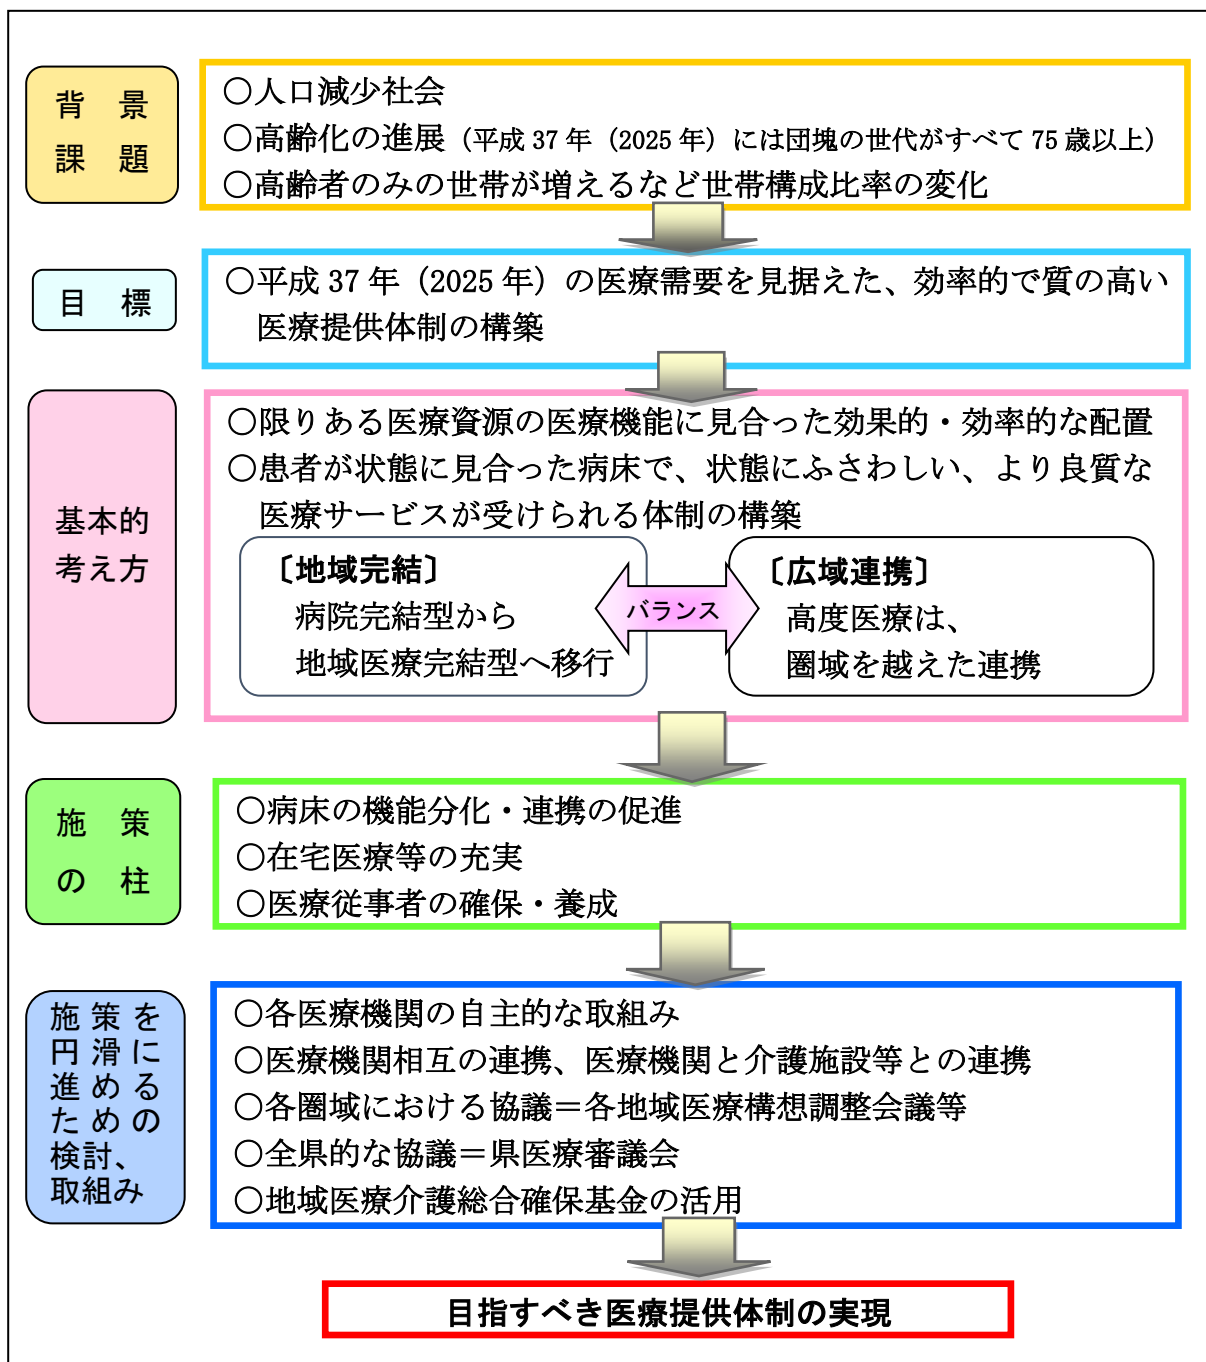 背景
課題
○人口減少社会
○高齢化の進展（平成 37 年（2025 年）には団塊の世代がすべて 75 歳以上）
○高齢者のみの世帯が増えるなど世帯構成比率の変化
目標
○平成 37 年（2025 年）の医療需要を見据えた、効率的で質の高い
医療提供体制の構築
基本的
考え方
○限りある医療資源の医療機能に見合った効果的・効率的な配置
○患者が状態に見合った病床で、状態にふさわしい、より良質な
医療サービスが受けられる体制の構築
〔地域完結〕
病院完結型から
地域医療完結型へ移行
バランス
〔広域連携〕
高度医療は、
圏域を越えた連携
施策
の柱
○病床の機能分化・連携の促進
○在宅医療等の充実
○医療従事者の確保・養成
施策を
円滑に
進める
ための
検討、
取組み
○各医療機関の自主的な取組み
○医療機関相互の連携、医療機関と介護施設等との連携
○各圏域における協議＝各地域医療構想調整会議等
○全県的な協議＝県医療審議会
○地域医療介護総合確保基金の活用
目指すべき医療提供体制の実現